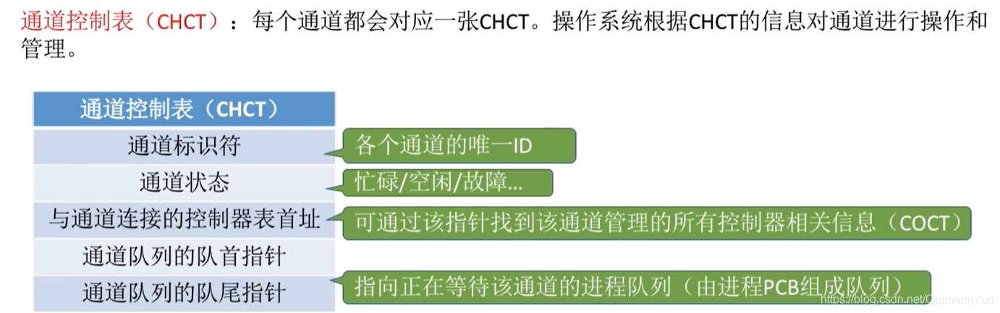 通道控制表（CHCT）：每个通道都会对应一张CHCT。操作系统根据CHCT的信息对通道进行操作和
管理。
通道控制表（CHCT）
通道标识符
各个通道的唯一ID
通道状态
忙碌/空闲/故障...
与通道连接的控制器表首址
可通过该指针找到该通道管理的所有控制器相关信息（COCT）
通道队列的队首指针
通道队列的队尾指针
指向正在等待该通道的进程队列（由进程PCB组成队列）
https://blog.csdn.net/QuantumYou